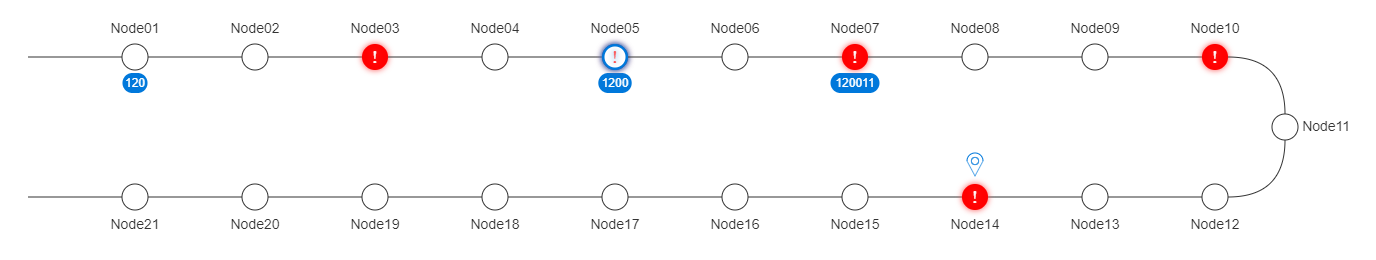 Node01 Node02 Node03 Node04 Node05 Node06 Node07 Node08 Node09 Node10
! ! ! !
120 1200 120011
Node11
!
Node21 Node20 Node19 Node18 Node17 Node16 Node15 Node14 Node13 Node12